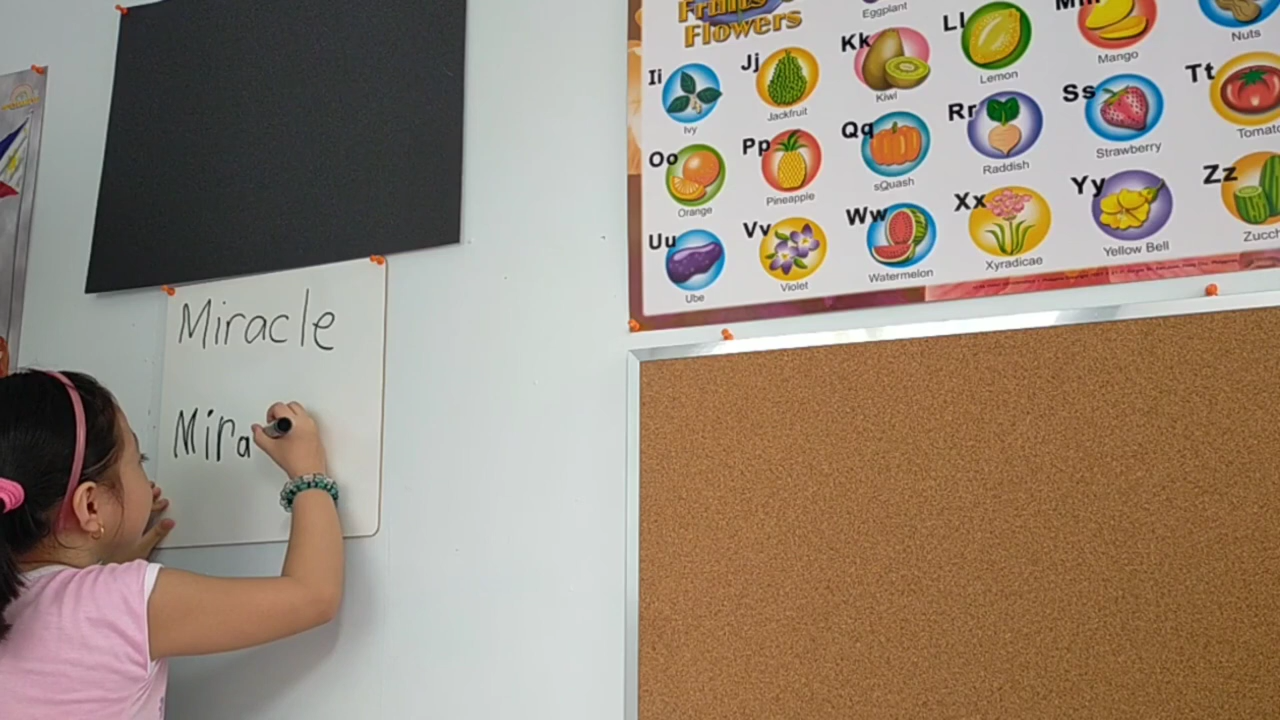 Miracle
Mira
Fruits
Flowers
Eggplant
Nuts
Ii
Jj
Kk
Ll
Ivy
Jackfruit
Kiwi
Lemon
Mango
Oo
Pp
Qq
Rr
Ss
Tt
Orange
Pineapple
sQuash
Raddish
Strawberry
Tomato
Uu
Vv
Ww
Xx
Yy
Zz
Ube
Violet
Watermelon
Xyradicae
Yellow Bell
Zucc